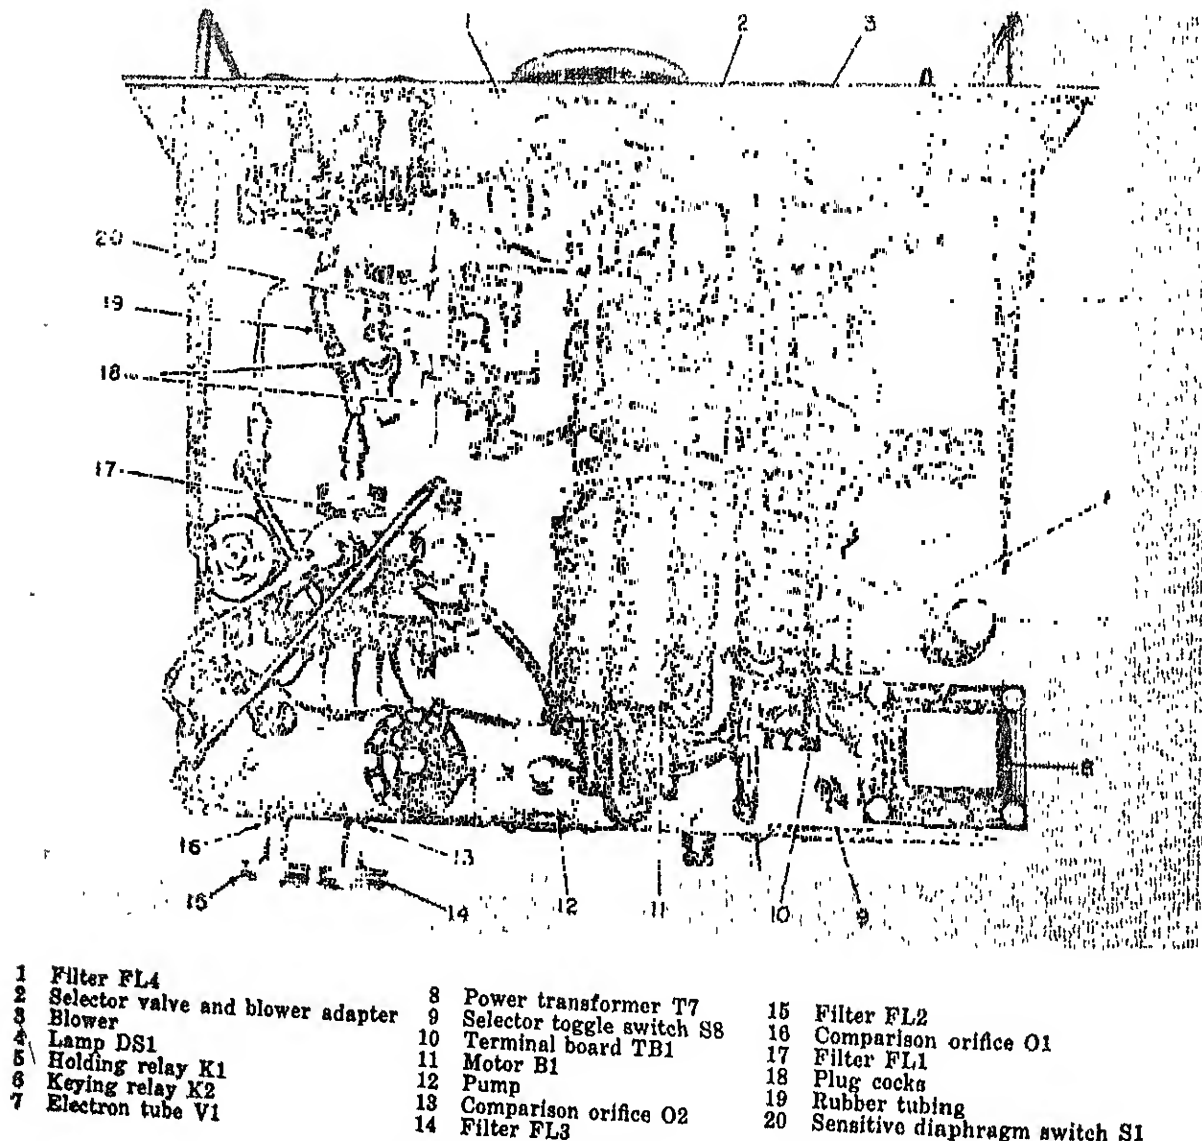 1
2
3
20
19
18
17
16
15
13
14
12
11
10
9
8
1 Filter FL4
2 Selector valve and blower adapter
3 Blower
4 Lamp DS1
5 Holding relay K1
6 Keying relay K2
7 Electron tube V1
8 Power transformer T7
9 Selector toggle switch S8
10 Terminal board TB1
11 Motor B1
12 Pump
13 Comparison orifice O2
14 Filter FL3
15 Filter FL2
16 Comparison orifice O1
17 Filter FL1
18 Plug cocks
19 Rubber tubing
20 Sensitive diaphragm switch S1